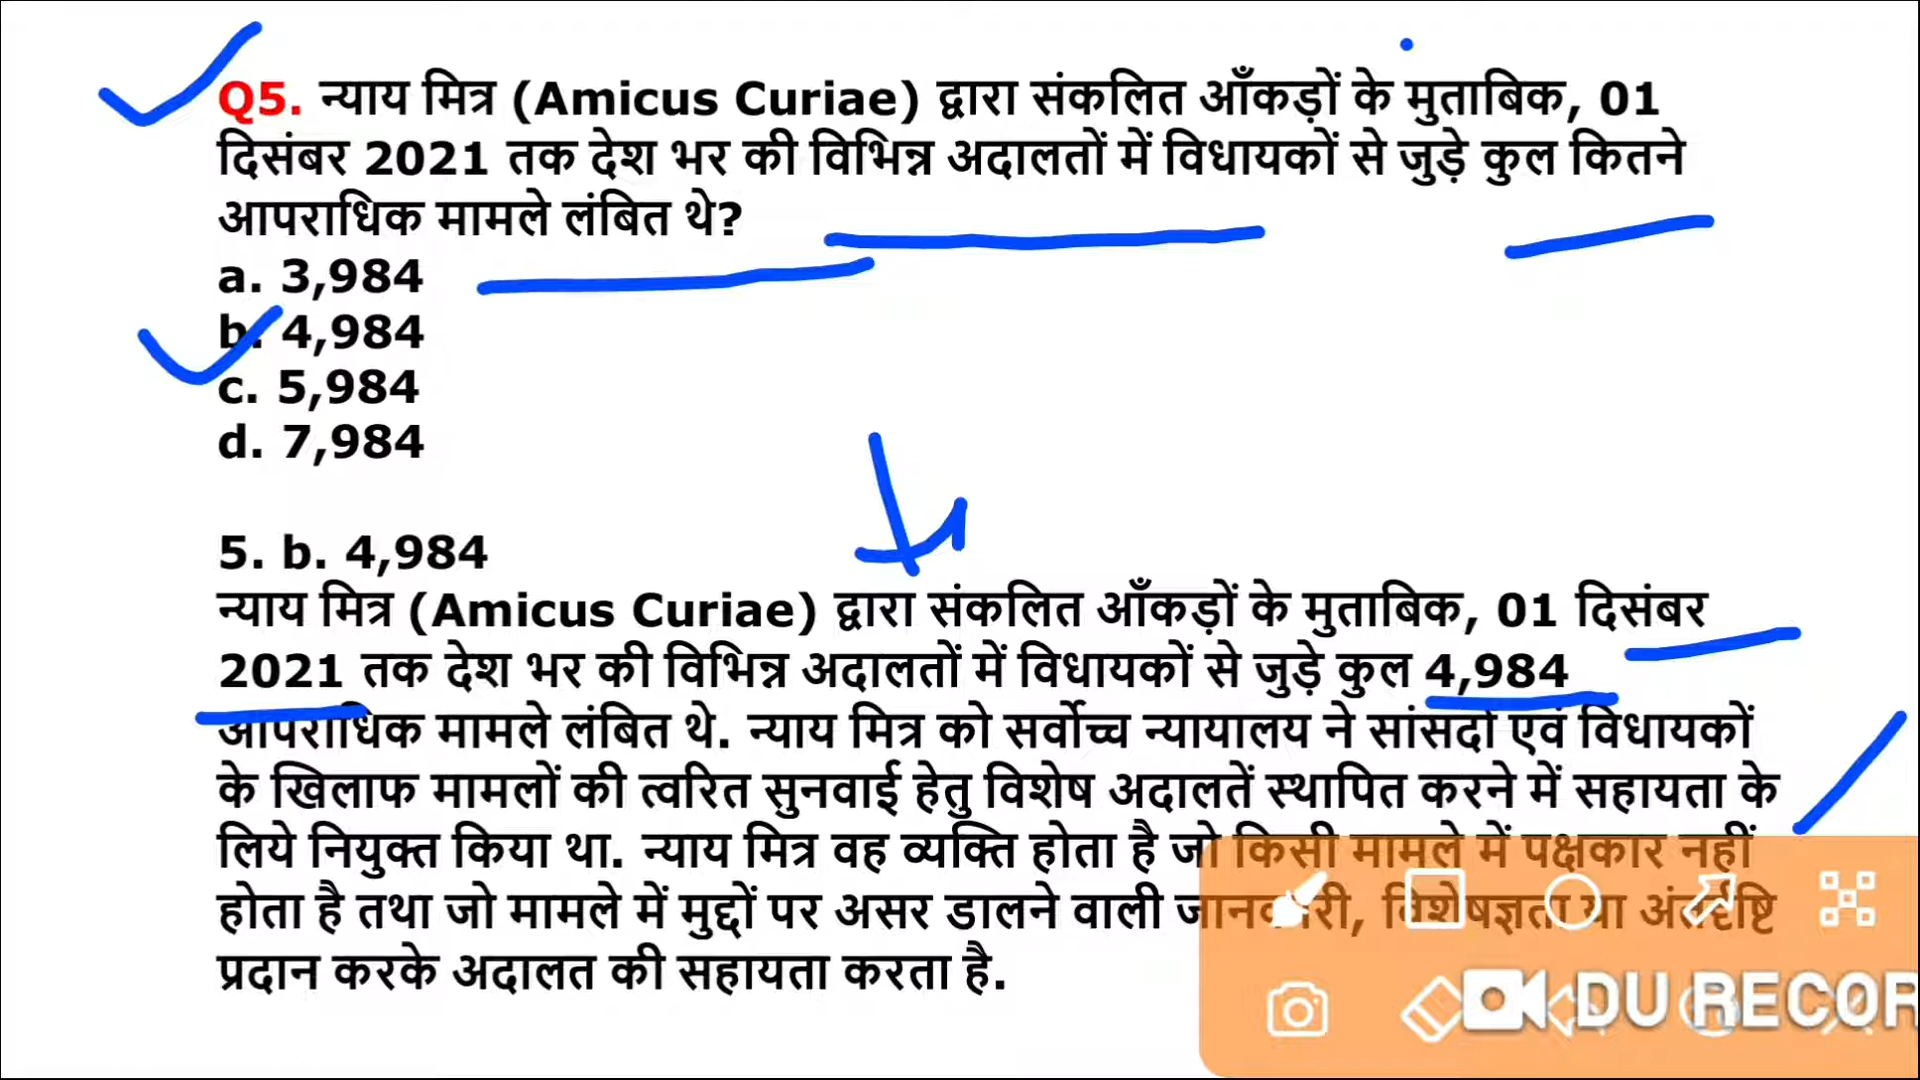 Q5. न्याय मित्र (Amicus Curiae) द्वारा संकलित आँकड़ों के मुताबिक, 01
दिसंबर 2021 तक देश भर की विभिन्न अदालतों में विधायकों से जुड़े कुल कितने
आपराधिक मामले लंबित थे?
a. 3,984
b. 4,984
c. 5,984
d. 7,984
5. b. 4,984
न्याय मित्र (Amicus Curiae) द्वारा संकलित आँकड़ों के मुताबिक, 01 दिसंबर
2021 तक देश भर की विभिन्न अदालतों में विधायकों से जुड़े कुल 4,984
आपराधिक मामले लंबित थे. न्याय मित्र को सर्वोच्च न्यायालय ने सांसदों एवं विधायकों
के खिलाफ मामलों की त्वरित सुनवाई हेतु विशेष अदालतें स्थापित करने में सहायता के
लिये नियुक्त किया था. न्याय मित्र वह व्यक्ति होता है जो किसी मामले में पक्षकार नहीं
होता है तथा जो मामले में मुद्दों पर असर डालने वाली जानकारी, विशेषज्ञता या अंतर्दृष्टि
प्रदान करके अदालत की सहायता करता है.
DU RECOR